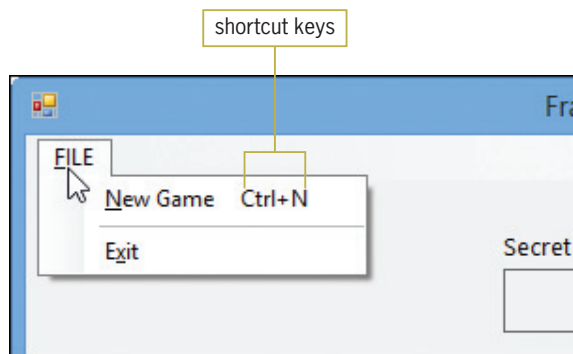 shortcut keys
Fra
FILE
New Game Ctrl+N
Exit
Secret